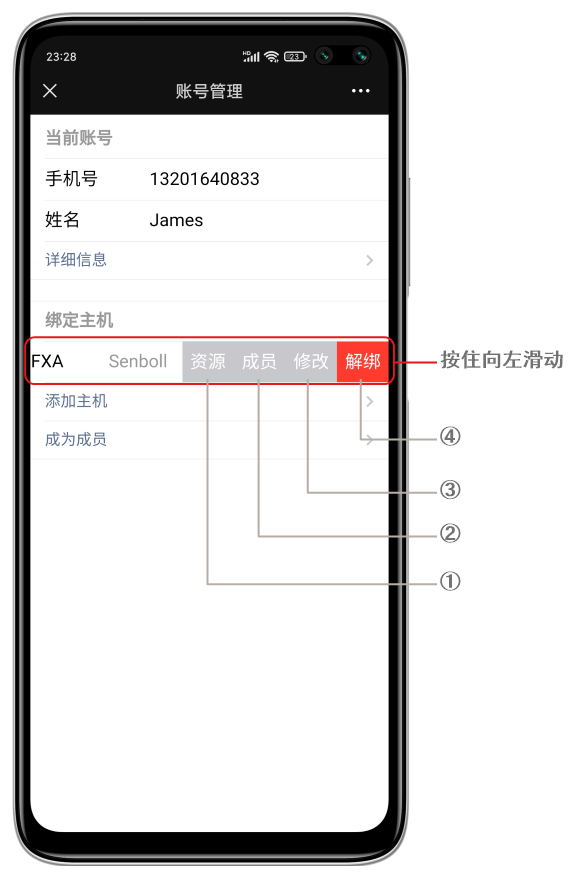 23:28
HD
23
账号管理
当前账号
手机号 13201640833
姓名 James
详细信息
绑定主机
FXA Senboll 资源 成员 修改 解绑
按住向左滑动
添加主机
④
成为成员
③
②
①